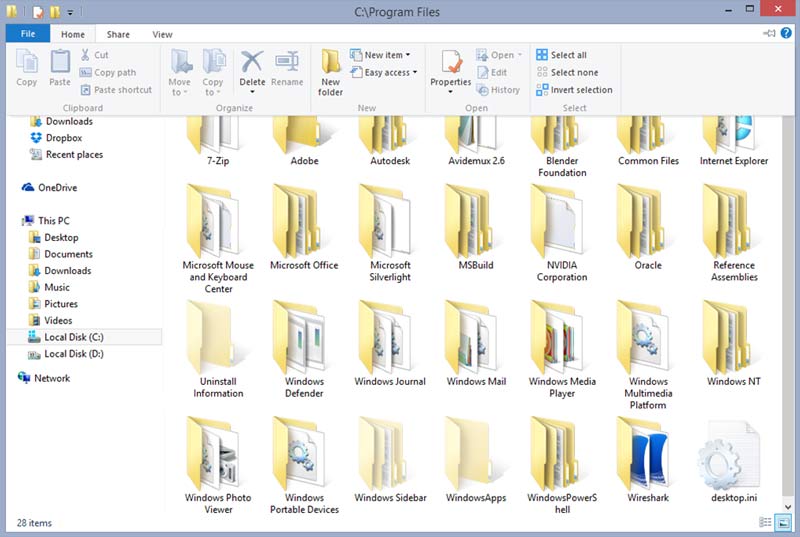 C:\Program Files
File Home Share View
Copy
Paste
Cut
Copy path
Paste shortcut
Clipboard
Move to
Copy to
Delete
Rename
Organize
New folder
New item
Easy access
New
Properties
Open
Edit
History
Open
Select all
Select none
Invert selection
Select
Downloads
Dropbox
Recent places
OneDrive
This PC
Desktop
Documents
Downloads
Music
Pictures
Videos
Local Disk (C:)
Local Disk (D:)
Network
7-Zip
Adobe
Autodesk
Avidemux 2.6
Blender
Foundation
Common Files
Internet Explorer
Microsoft Mouse
and Keyboard
Center
Microsoft Office
Microsoft
Silverlight
MSBuild
NVIDIA
Corporation
Oracle
Reference
Assemblies
Uninstall
Information
Windows
Defender
Windows Journal
Windows Mail
Windows Media
Player
Windows
Multimedia
Platform
Windows NT
Windows Photo
Viewer
Windows
Portable Devices
Windows Sidebar
WindowsApps
WindowsPowerS
hell
Wireshark
desktop.ini
28 items